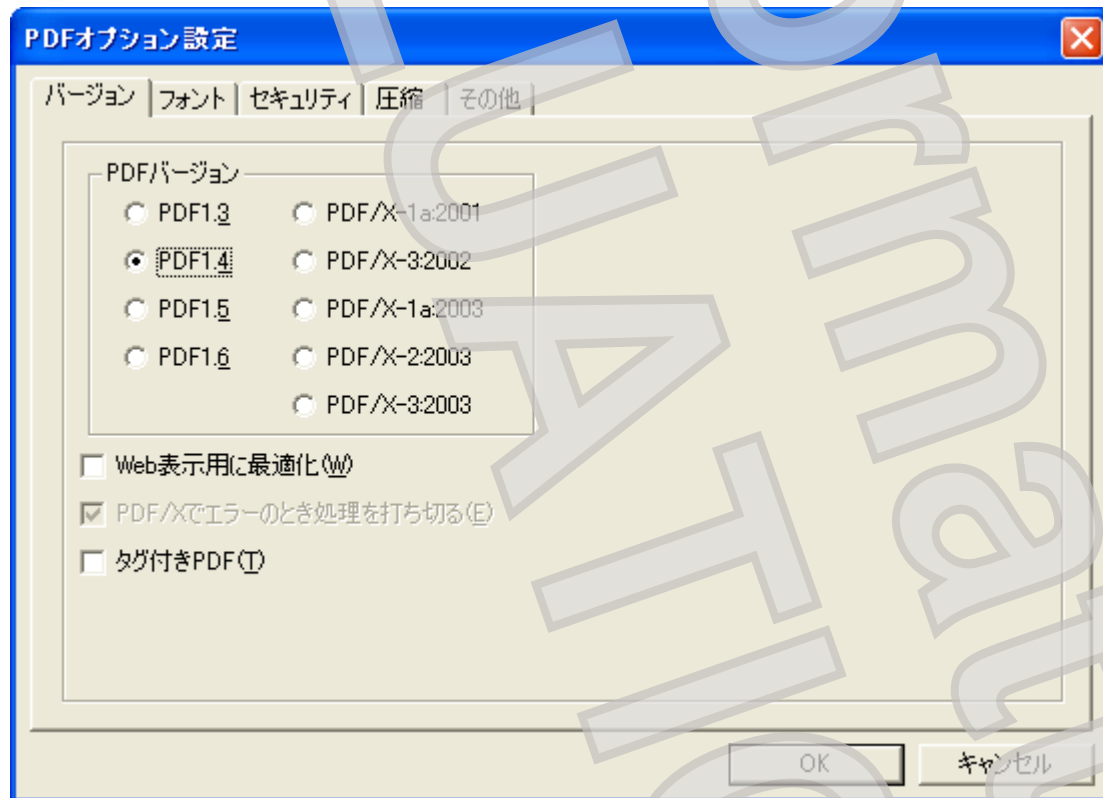 PDFオプション設定
バージョン フォント セキュリティ 圧縮 その他
PDFバージョン
PDF1.3 PDF/X-1a:2001
PDF1.4 PDF/X-3:2002
PDF1.5 PDF/X-1a:2003
PDF1.6 PDF/X-2:2003
PDF/X-3:2003
Web表示用に最適化(W)
PDF/Xでエラーのとき処理を打ち切る(E)
タグ付きPDF(T)
OK キャンセル